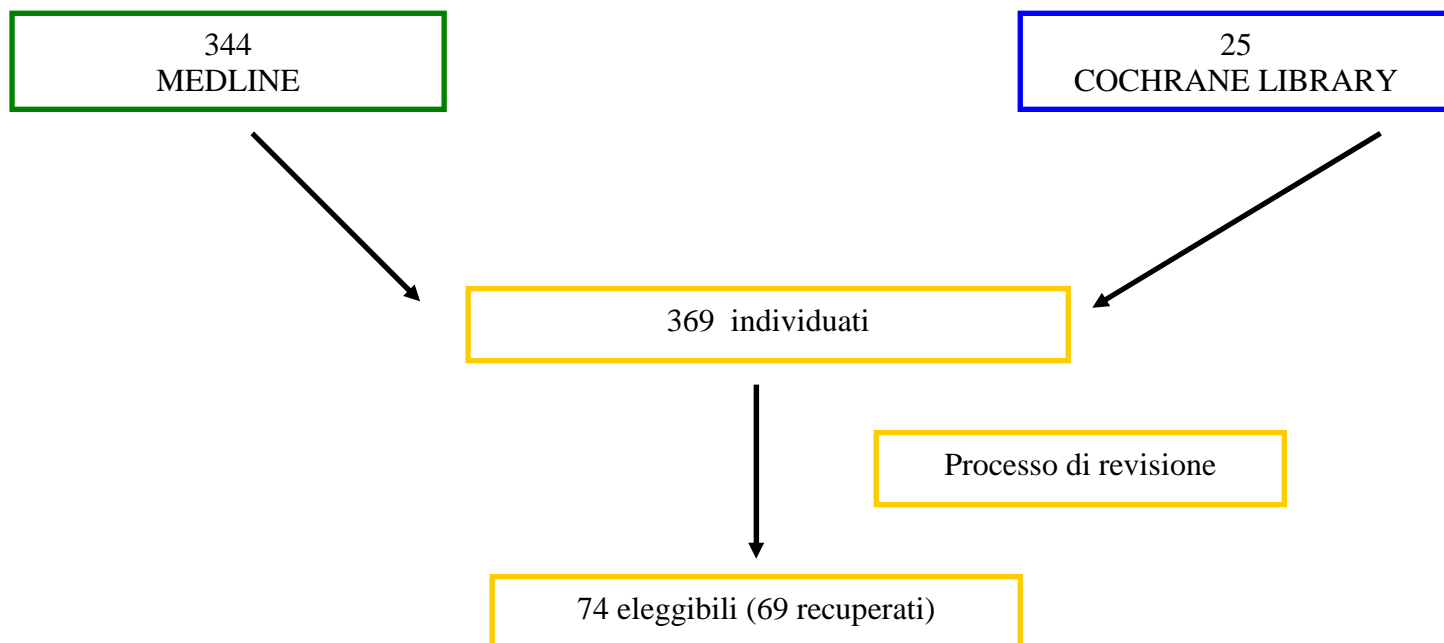 344
MEDLINE
25
COCHRANE LIBRARY
369 individuati
Processo di revisione
74 eleggibili (69 recuperati)